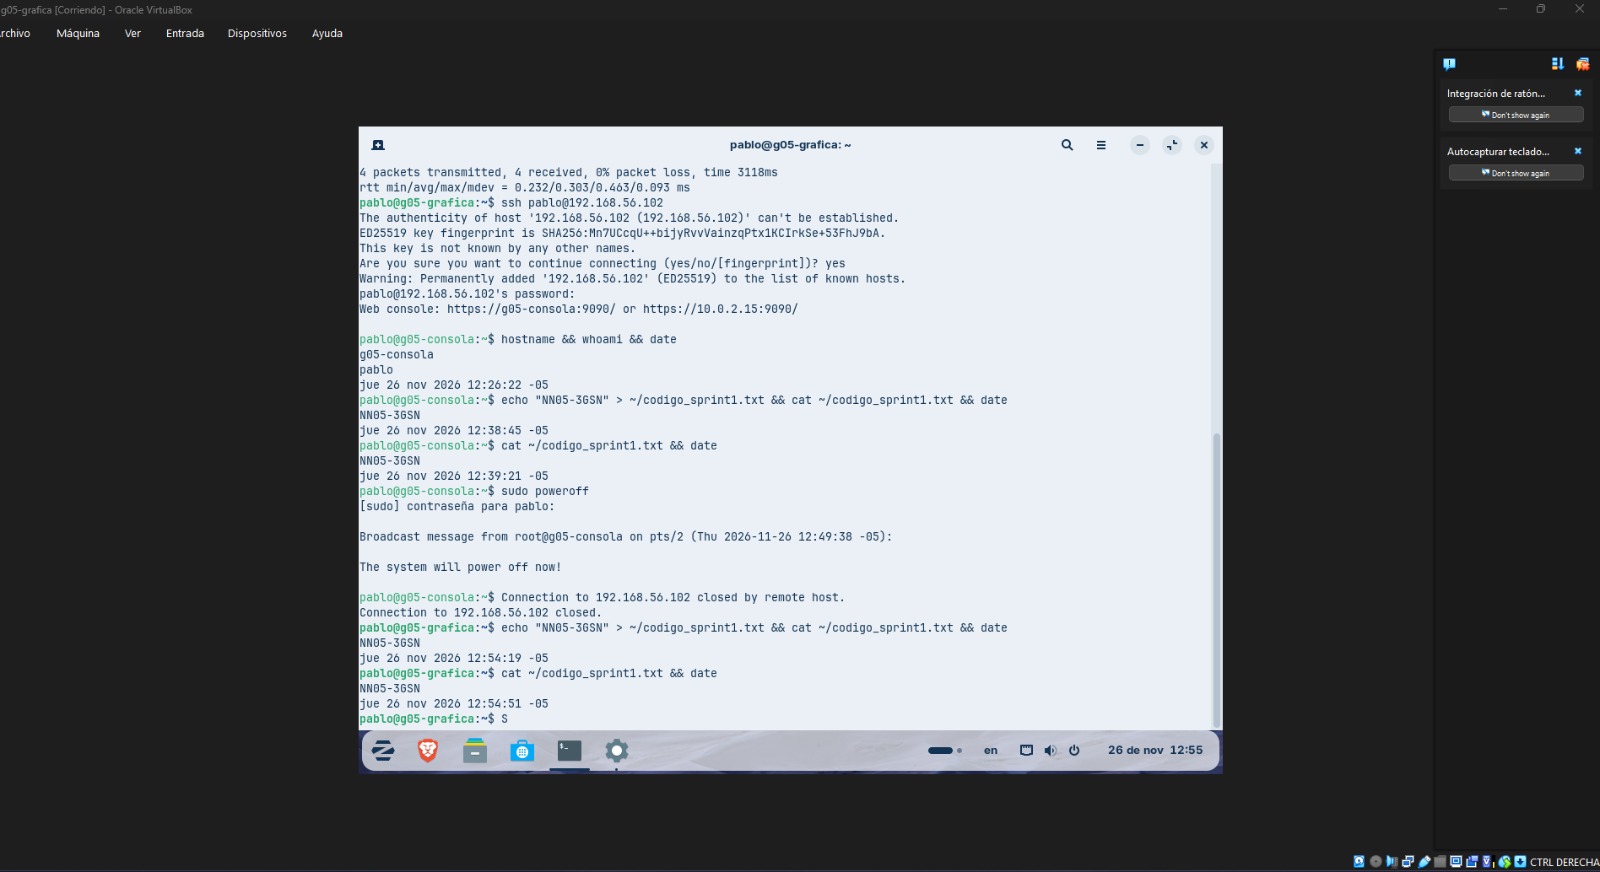 g05-grafica [Corriendo] - Oracle VirtualBox
rchivo Máquina Ver Entrada Dispositivos Ayuda
Integración de ratón...
Don't show again
Autocapturar teclado...
Don't show again
pablo@g05-grafica: ~
4 packets transmitted, 4 received, 0% packet loss, time 3118ms
rtt min/avg/max/mdev = 0.232/0.303/0.463/0.093 ms
pablo@g05-grafica:~$ ssh pablo@192.168.56.102
The authenticity of host '192.168.56.102 (192.168.56.102)' can't be established.
ED25519 key fingerprint is SHA256:Mn7UCcqU++bijyRvvVainzqPtx1KCIrkSe+53FhJ9bA.
This key is not known by any other names.
Are you sure you want to continue connecting (yes/no/[fingerprint])? yes
Warning: Permanently added '192.168.56.102' (ED25519) to the list of known hosts.
pablo@192.168.56.102's password:
Web console: https://g05-consola:9090/ or https://10.0.2.15:9090/
pablo@g05-consola:~$ hostname && whoami && date
g05-consola
pablo
jue 26 nov 2026 12:26:22 -05
pablo@g05-consola:~$ echo "NN05-3GSN" > ~/codigo_sprint1.txt && cat ~/codigo_sprint1.txt && date
NN05-3GSN
jue 26 nov 2026 12:38:45 -05
pablo@g05-consola:~$ cat ~/codigo_sprint1.txt && date
NN05-3GSN
jue 26 nov 2026 12:39:21 -05
pablo@g05-consola:~$ sudo poweroff
[sudo] contraseña para pablo:
Broadcast message from root@g05-consola on pts/2 (Thu 2026-11-26 12:49:38 -05):
The system will power off now!
pablo@g05-consola:~$ Connection to 192.168.56.102 closed by remote host.
Connection to 192.168.56.102 closed.
pablo@g05-grafica:~$ echo "NN05-3GSN" > ~/codigo_sprint1.txt && cat ~/codigo_sprint1.txt && date
NN05-3GSN
jue 26 nov 2026 12:54:19 -05
pablo@g05-grafica:~$ cat ~/codigo_sprint1.txt && date
NN05-3GSN
jue 26 nov 2026 12:54:51 -05
pablo@g05-grafica:~$ S
en 26 de nov 12:55
CTRL DERECHA